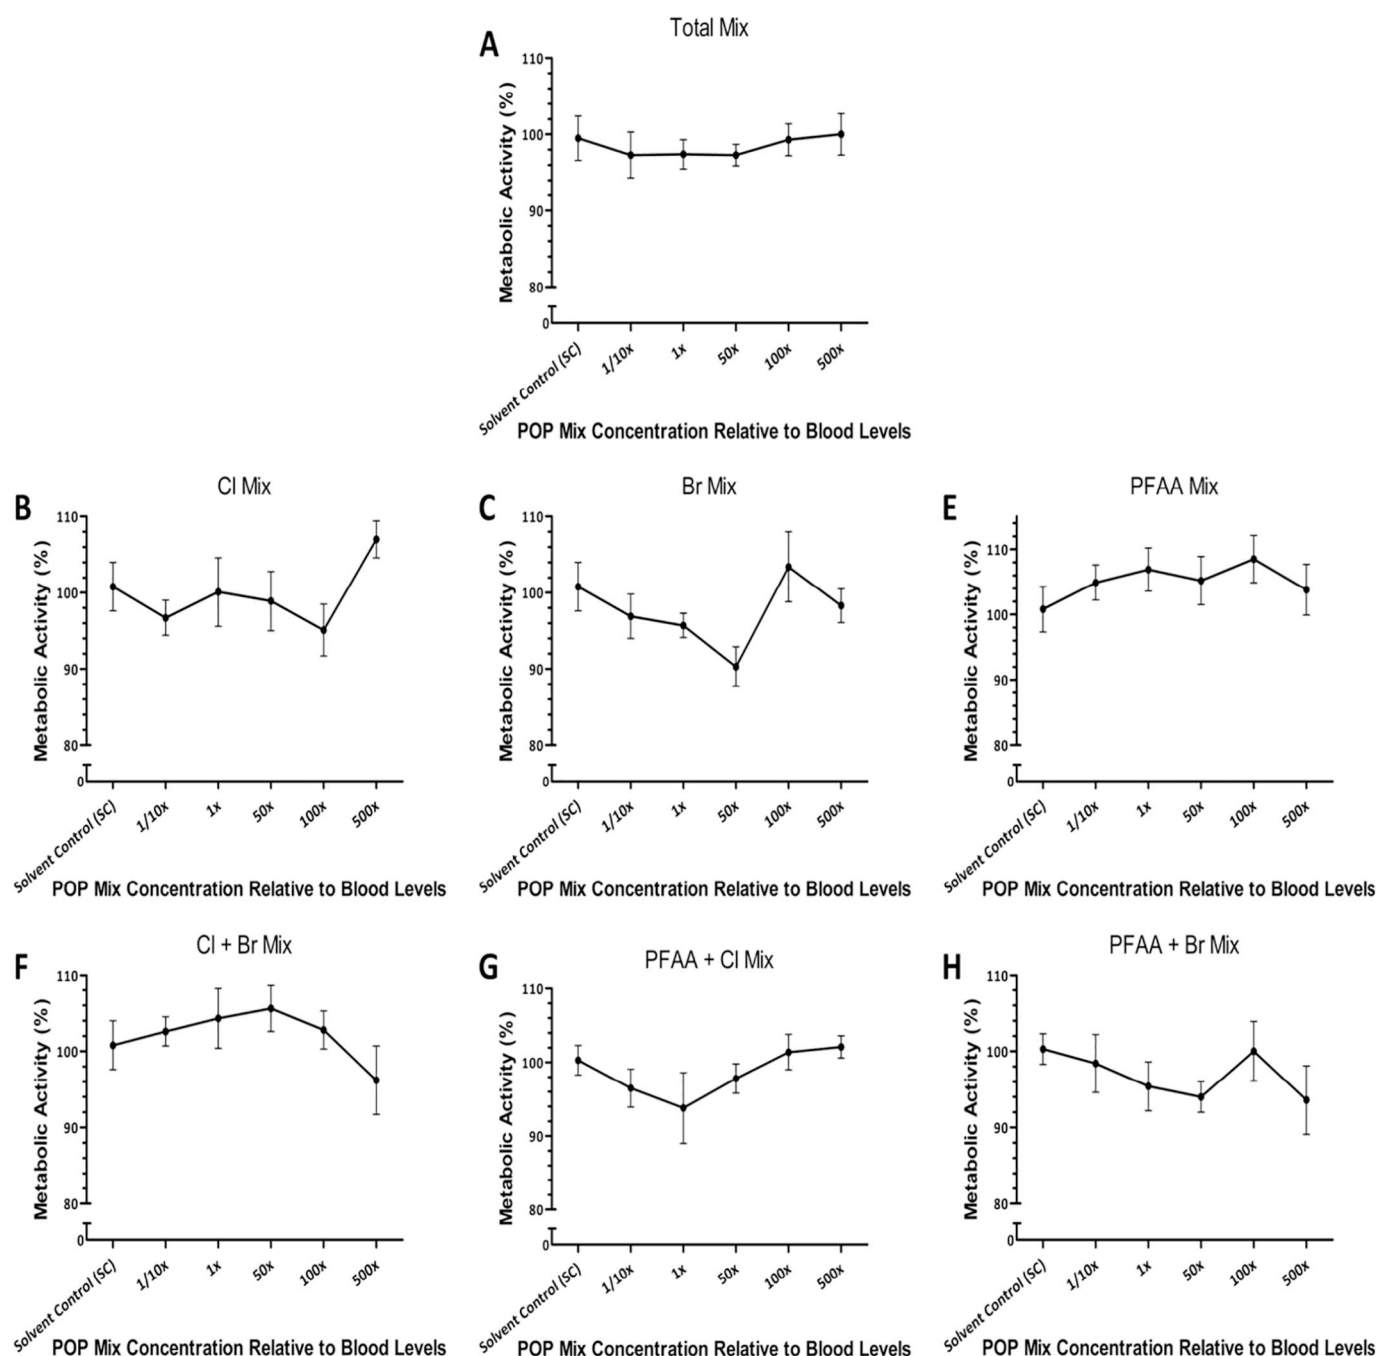 A
Total Mix
Metabolic Activity (%)
110
100
90
80
0
Solvent Control (SC)
1/10x
1x
50x
100x
500x
POP Mix Concentration Relative to Blood Levels
B
Cl Mix
Metabolic Activity (%)
110
100
90
80
0
Solvent Control (SC)
1/10x
1x
50x
100x
500x
POP Mix Concentration Relative to Blood Levels
C
Br Mix
Metabolic Activity (%)
110
100
90
80
0
Solvent Control (SC)
1/10x
1x
50x
100x
500x
POP Mix Concentration Relative to Blood Levels
E
PFAA Mix
Metabolic Activity (%)
110
100
90
80
0
Solvent Control (SC)
1/10x
1x
50x
100x
500x
POP Mix Concentration Relative to Blood Levels
F
Cl + Br Mix
Metabolic Activity (%)
110
100
90
80
0
Solvent Control (SC)
1/10x
1x
50x
100x
500x
POP Mix Concentration Relative to Blood Levels
G
PFAA + Cl Mix
Metabolic Activity (%)
110
100
90
80
0
Solvent Control (SC)
1/10x
1x
50x
100x
500x
POP Mix Concentration Relative to Blood Levels
H
PFAA + Br Mix
Metabolic Activity (%)
110
100
90
80
0
Solvent Control (SC)
1/10x
1x
50x
100x
500x
POP Mix Concentration Relative to Blood Levels